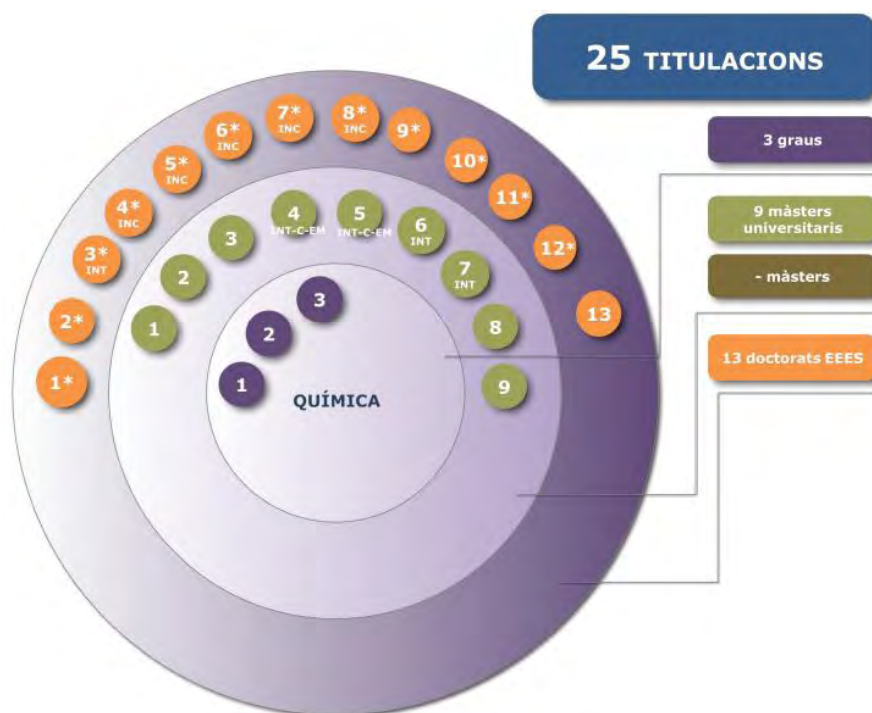 25 TITULACIONS
3 graus
9 màsters
universitaris
- màsters
13 doctorats EEES
1*
2*
3*
INT
4*
INC
5*
INC
6*
INC
7*
INC
8*
INC
9*
10*
11*
12*
13
1
2
3
4
INT-C-EM
5
INT-C-EM
6
INT
7
INT
8
9
1
2
3
QUÍMICA